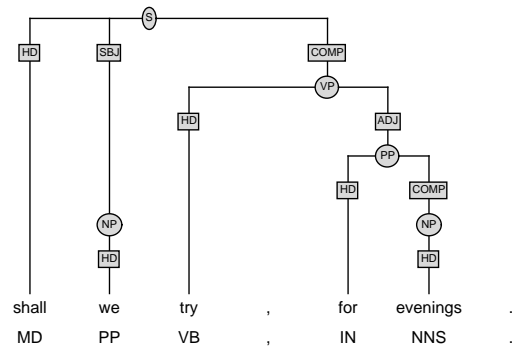 S
HD SBJ COMP
VP
HD ADJ
PP
HD COMP
NP NP
HD HD
shall we try , for evenings .
MD PP VB , IN NNS .